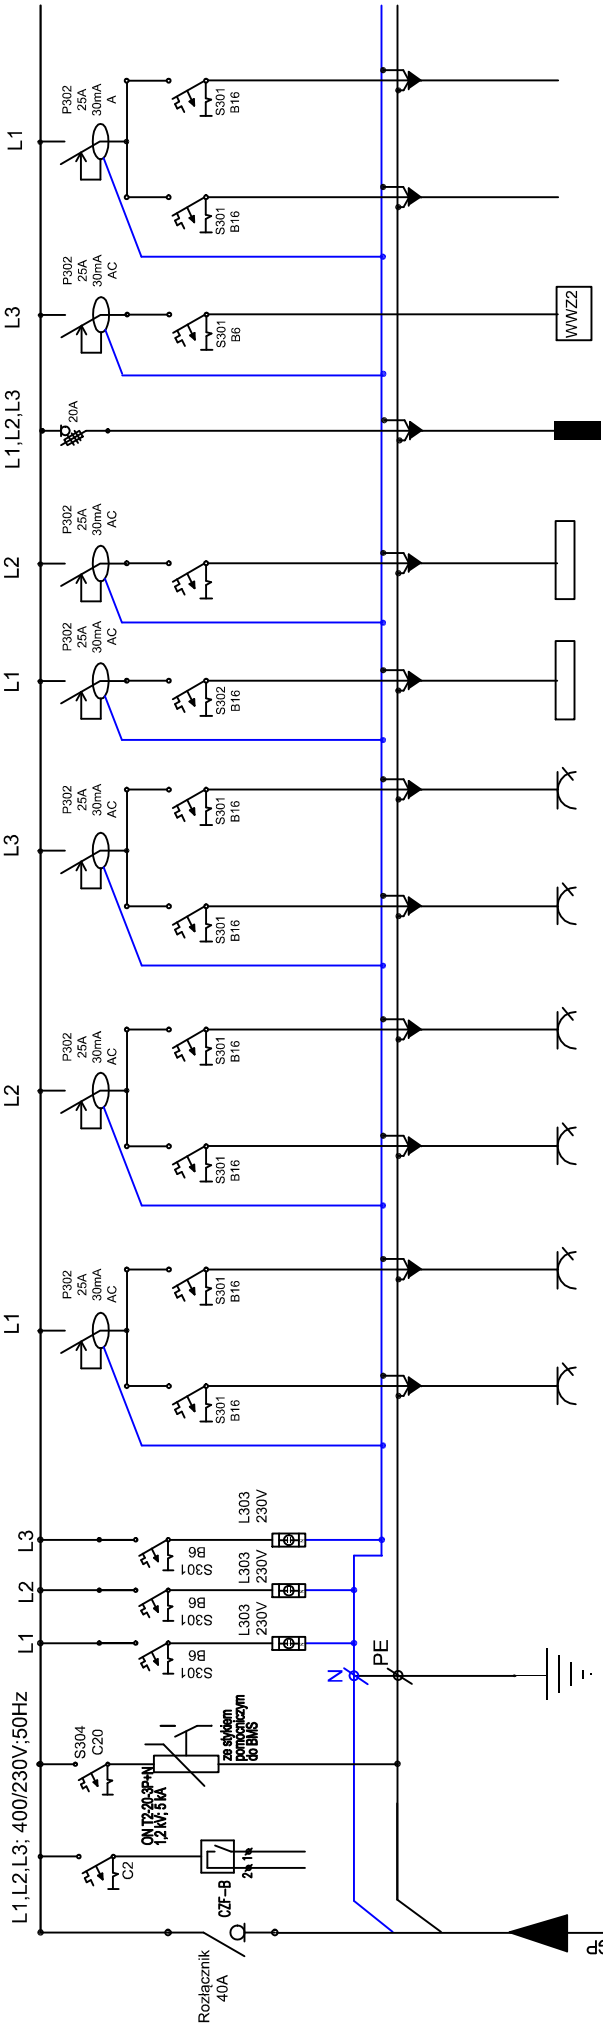 L1
P302
25A
30mA
A
S301
B16
S301
B16
L3
P302
25A
30mA
AC
S301
B6
WWZ2
L1,L2,L3
20A
L2
P302
25A
30mA
AC
L1
P302
25A
30mA
AC
S302
B16
L3
P302
25A
30mA
AC
S301
B16
S301
B16
L2
P302
25A
30mA
AC
S301
B16
S301
B16
L1
P302
25A
30mA
AC
S301
B16
S301
B16
L3
S301
B6
L303
230V
L2
S301
B6
L303
230V
L1
S301
B6
L303
230V
N
PE
L1,L2,L3; 400/230V;50Hz
S304
C20
ON T2-20-3P+N
1,2 kV; 5 kA
ze stykiem
pomocniczym
do BMS
C2
CZF-B
2 1
Rozłącznik
40A